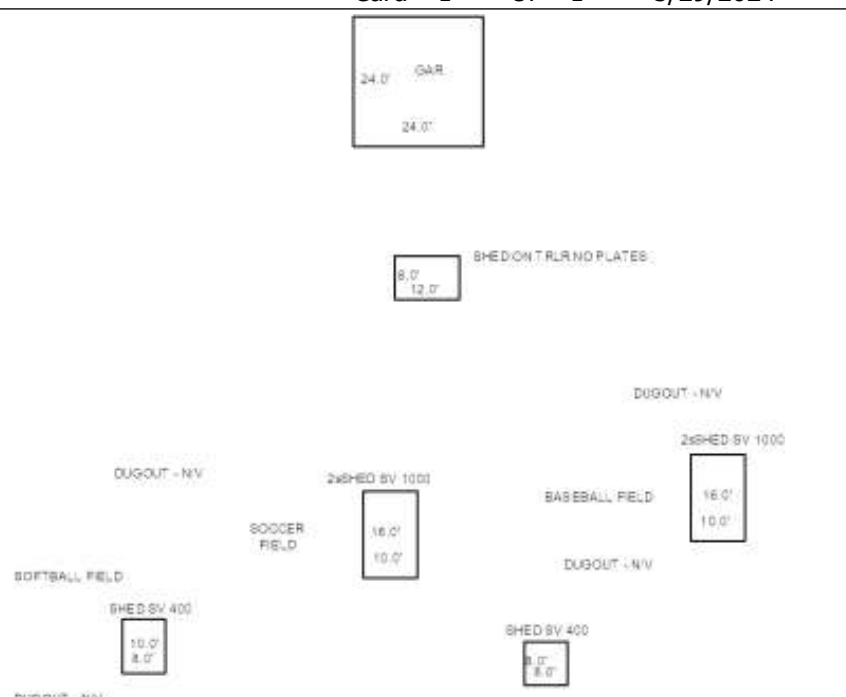 Card 1 of 1 3/29/2024
GAR
24.0'
24.0'
SHED ON TRLR NO PLATES
8.0'
12.0'
DUGOUT - N/V
2sSHED SV 1000
16.0'
10.0'
BASEBALL FIELD
DUGOUT - N/V
2sSHED SV 1000
16.0'
10.0'
SOCCER
FIELD
DUGOUT - N/V
SOFTBALL FIELD
SHED SV 400
10.0'
8.0'
SHED SV 400
8.0'
8.0'
DUGOUT - N/V